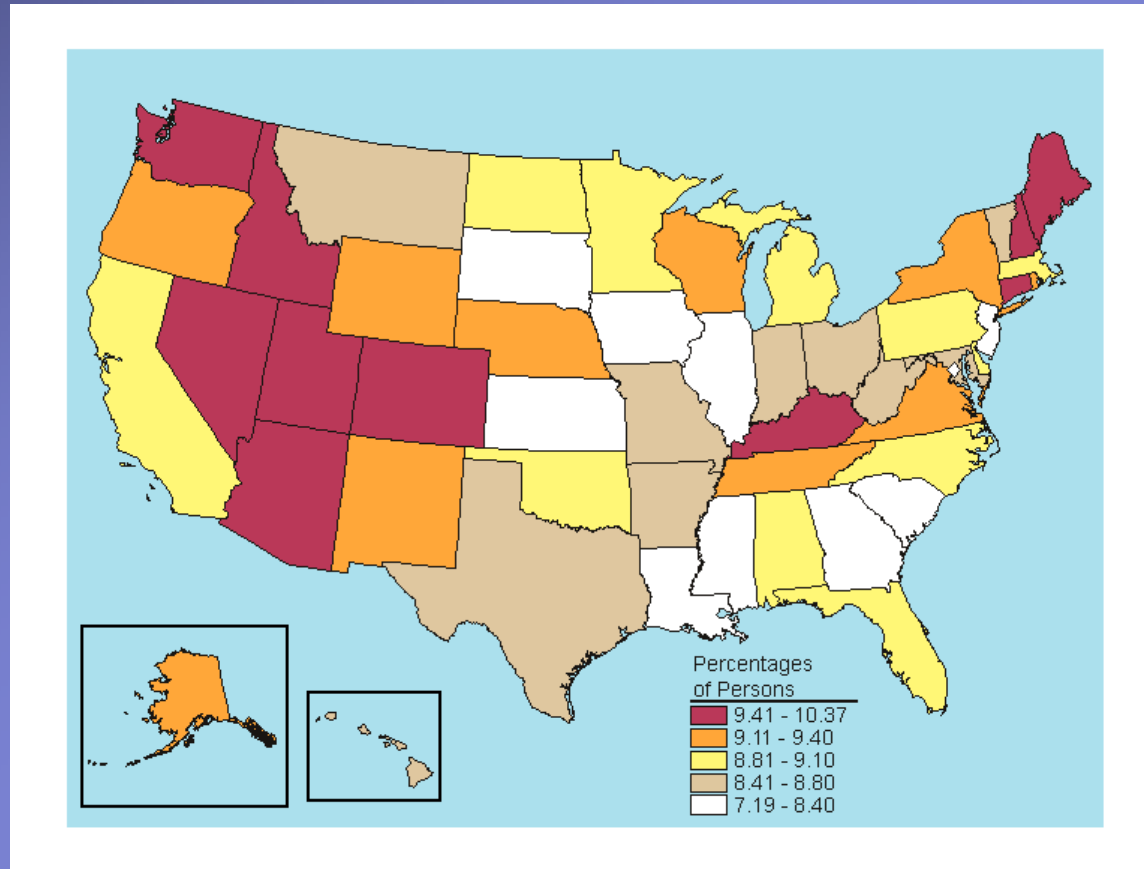 Percentages
of Persons
9.41 - 10.37
9.11 - 9.40
8.81 - 9.10
8.41 - 8.80
7.19 - 8.40